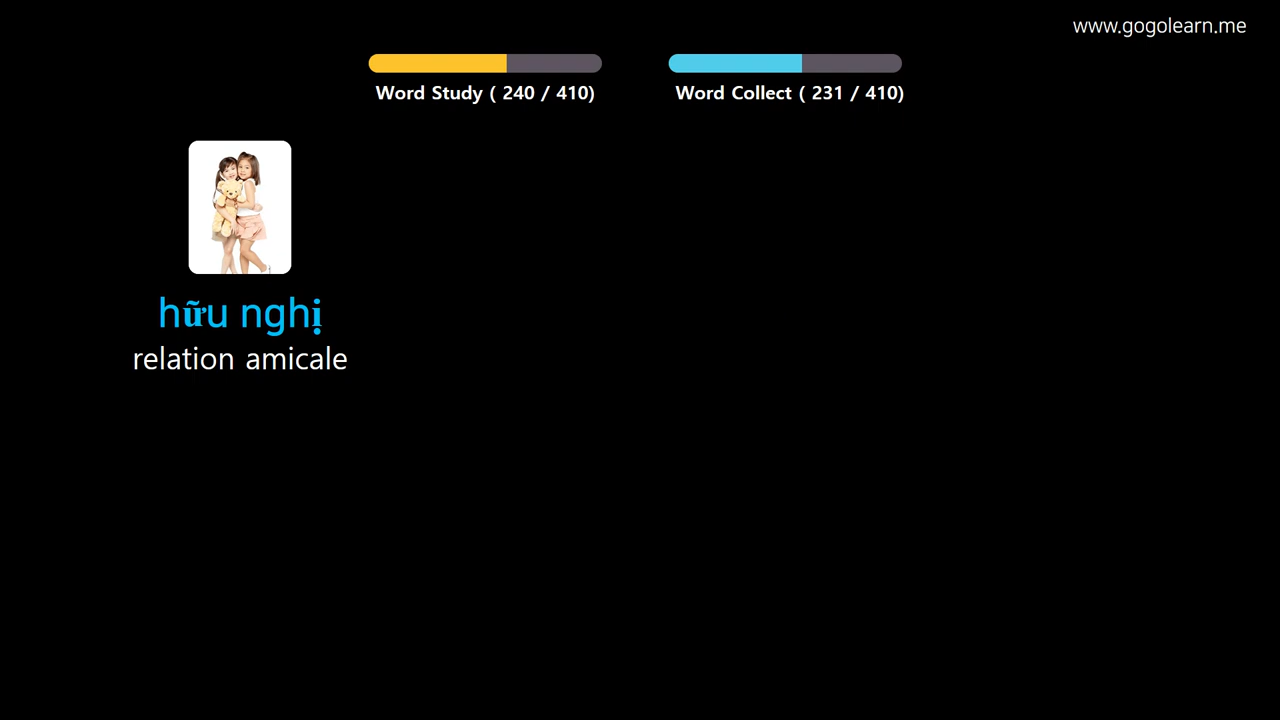 www.gogolearn.me
Word Study ( 240 / 410)
Word Collect ( 231 / 410)
hữu nghị
relation amicale